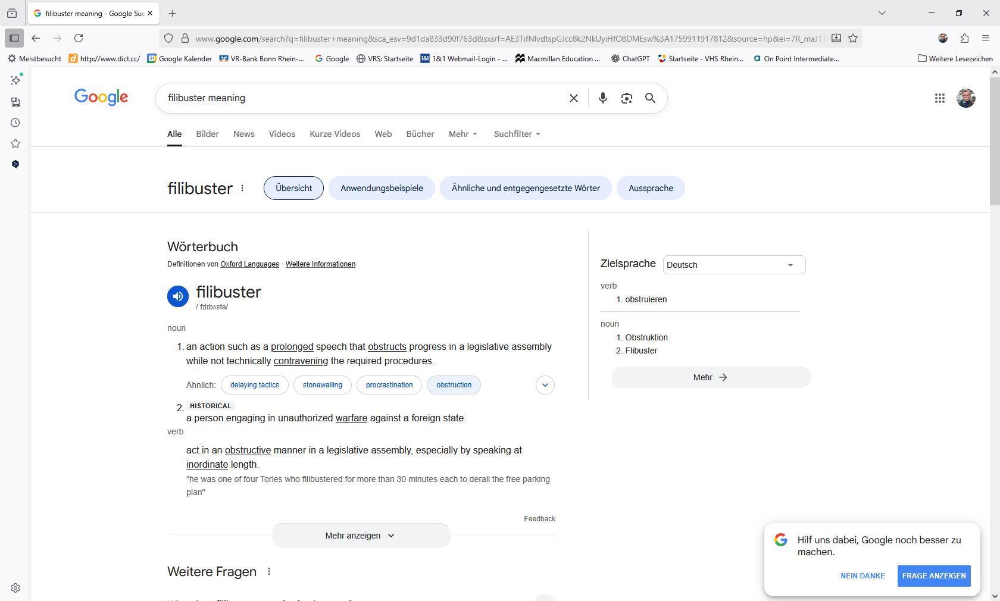 filibuster meaning - Google Suc
www.google.com/search?q=filibuster+meaning&sca_esv=9d1da833d90f763d&sxsrf=AE3TifNlvdtspGJcc8k2NkUyiHfO8DMEsw%3A1759911917812&source=hp&ei=7R_maJTT
Meistbesucht
http://www.dict.cc/
Google Kalender
VR-Bank Bonn Rhein-...
Google
VRS: Startseite
1&1 Webmail-Login - ...
Macmillan Education ...
ChatGPT
Startseite - VHS Rhein...
On Point Intermediate...
Weitere Lesezeichen
Google
filibuster meaning
Alle
Bilder
News
Videos
Kurze Videos
Web
Bücher
Mehr
Suchfilter
filibuster
Übersicht
Anwendungsbeispiele
Ähnliche und entgegengesetzte Wörter
Aussprache
Wörterbuch
Definitionen von Oxford Languages · Weitere Informationen
filibuster
/ˈfɪlɪbʌstə/
noun
1. an action such as a prolonged speech that obstructs progress in a legislative assembly
while not technically contravening the required procedures.
Ähnlich:
delaying tactics
stonewalling
procrastination
obstruction
2. HISTORICAL
a person engaging in unauthorized warfare against a foreign state.
verb
act in an obstructive manner in a legislative assembly, especially by speaking at
inordinate length.
"he was one of four Tories who filibustered for more than 30 minutes each to derail the free parking
plan"
Feedback
Mehr anzeigen
Weitere Fragen
Zielsprache
Deutsch
verb
1. obstruieren
noun
1. Obstruktion
2. Flibuster
Mehr
Hilf uns dabei, Google noch besser zu
machen.
NEIN DANKE
FRAGE ANZEIGEN